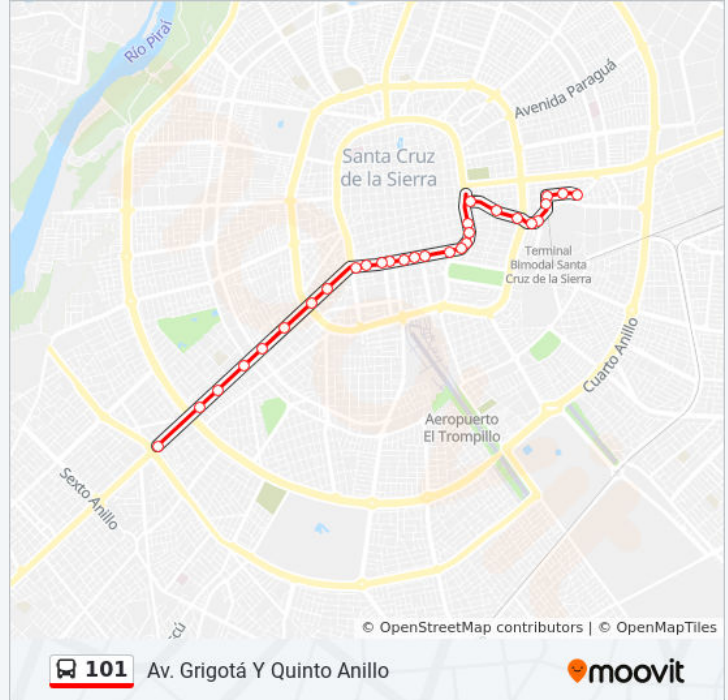 Río Piraí
Avenida Paraguá
Santa Cruz
de la Sierra
Terminal
Bimodal Santa
Cruz de la Sierra
Cuarto Anillo
Aeropuerto
El Trompillo
Sexto Anillo
cú
© OpenStreetMap contributors | © OpenMapTiles
101 Av. Grigotá Y Quinto Anillo
moovit